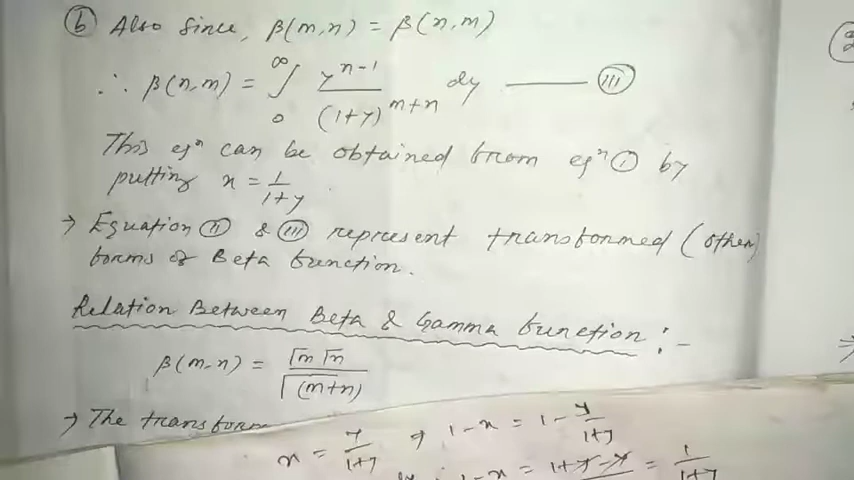 (b) Also since, β(m,n) = β(n,m)
∴ β(n,m) = ∫₀^∞ y^(n-1) / (1+y)^(m+n) dy ——— (III)
This eqⁿ can be obtained from eqⁿ (I) by
putting x = 1/(1+y).
→ Equation (II) & (III) represent transformed (other)
forms of Beta function.
Relation Between Beta & Gamma function :-
β(m,n) = Γm Γn / Γ(m+n)
→ The transform
x = y/(1+y) ⇒ 1-x = 1 - y/(1+y)
1-x = (1+y-y)/ = 1/(1+y)